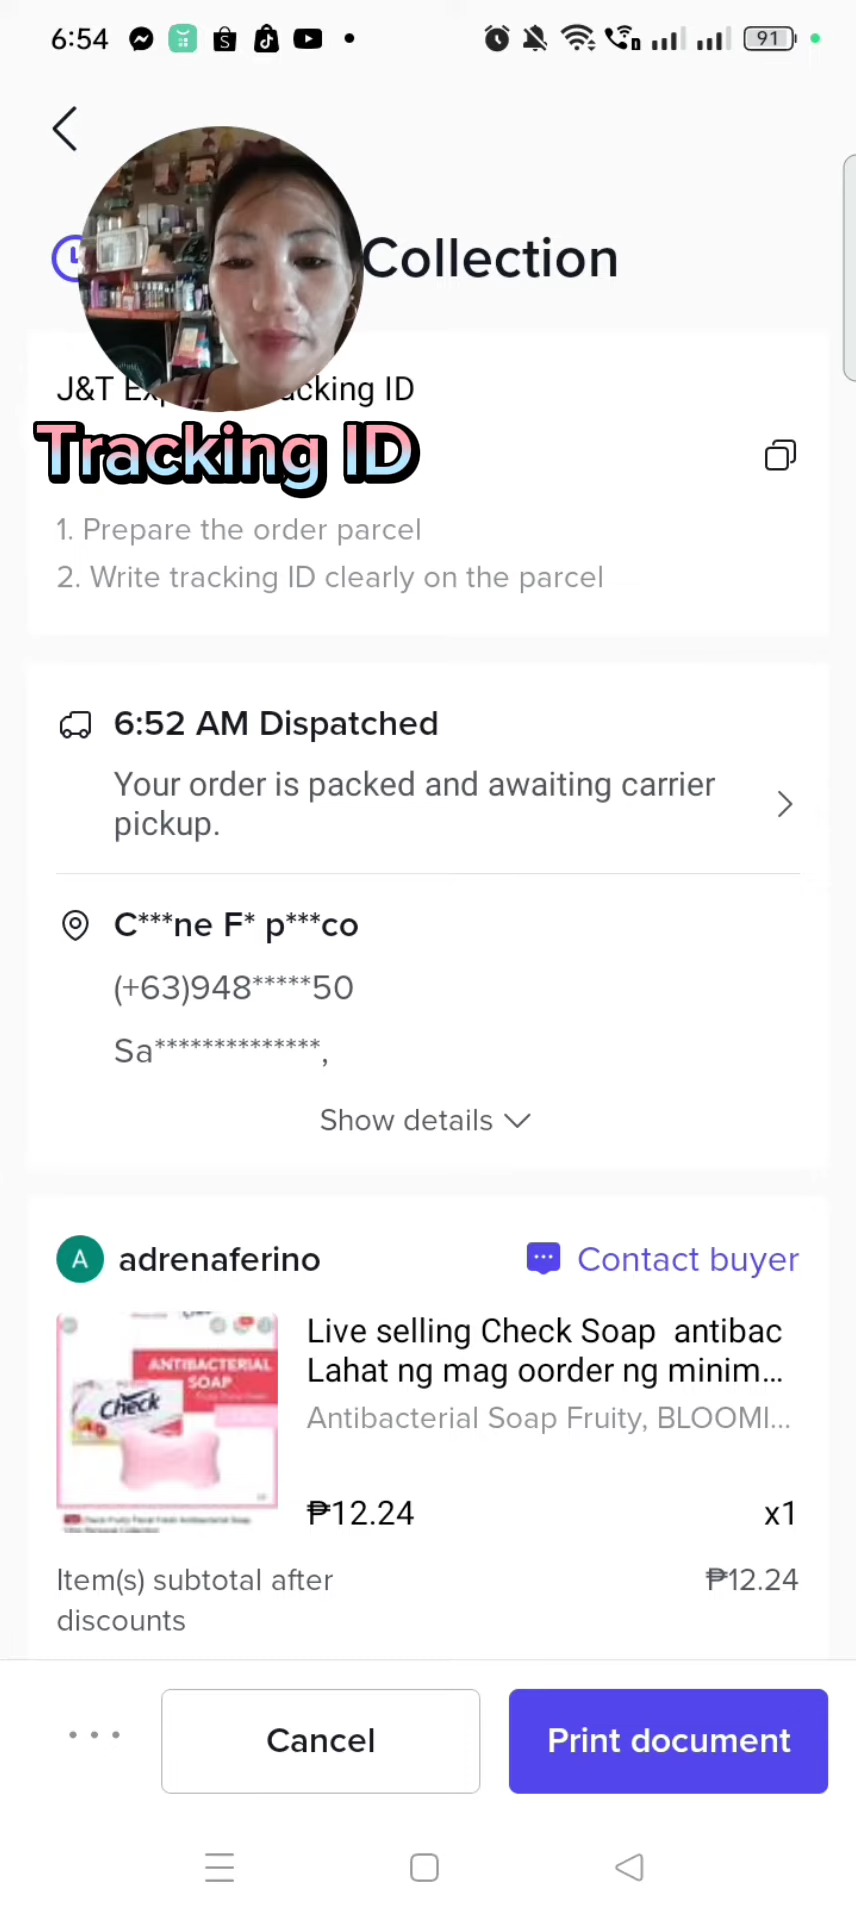 6:54
91
Collection
J&T Ex cking ID
Tracking ID
1. Prepare the order parcel
2. Write tracking ID clearly on the parcel
6:52 AM Dispatched
Your order is packed and awaiting carrier
pickup.
C***ne F* p***co
(+63)948*****50
Sa**************,
Show details
A adrenaferino
Contact buyer
ANTIBACTERIAL
SOAP
Check
Live selling Check Soap antibac
Lahat ng mag oorder ng minim...
Antibacterial Soap Fruity, BLOOMI...
₱12.24
x1
Item(s) subtotal after
discounts
₱12.24
Cancel
Print document